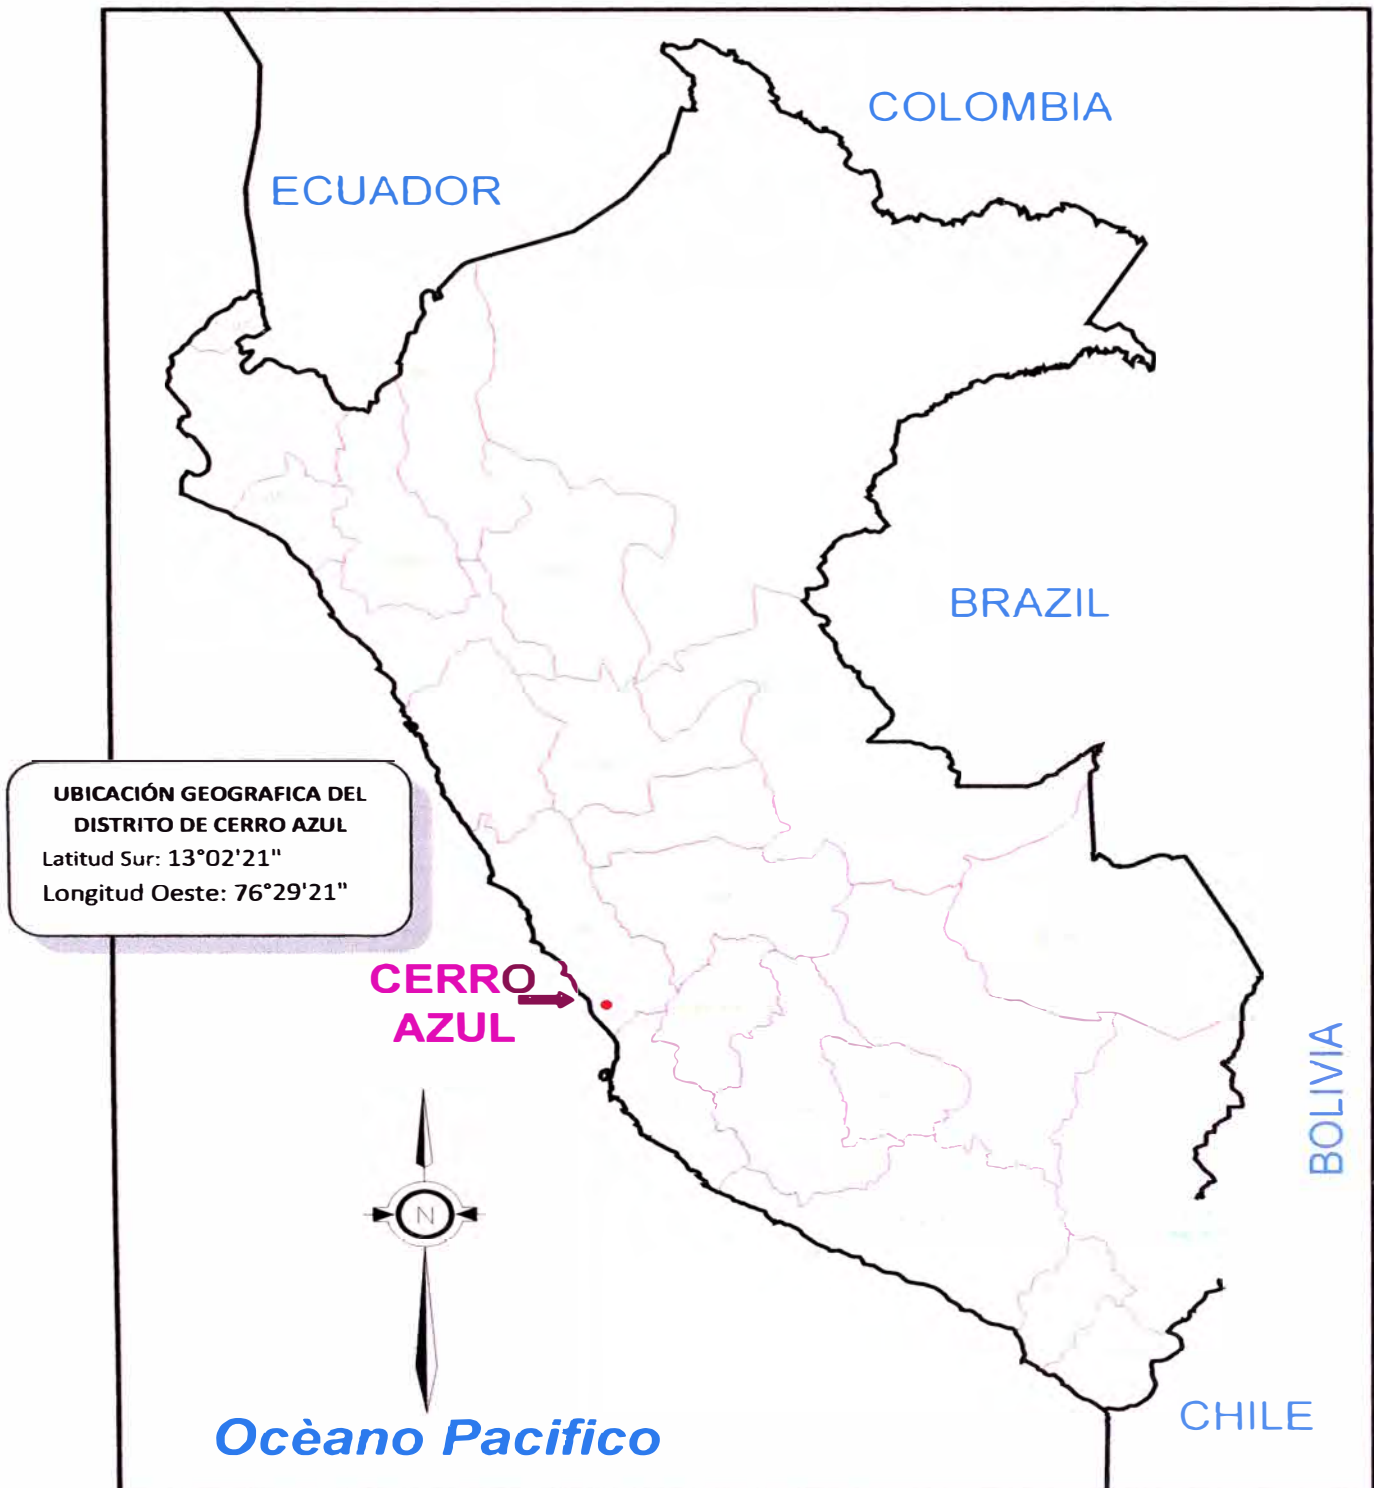 COLOMBIA
ECUADOR
BRAZIL
UBICACIÓN GEOGRAFICA DEL
DISTRITO DE CERRO AZUL
Latitud Sur: 13°02'21"
Longitud Oeste: 76°29'21"
CERRO
AZUL
BOLIVIA
N
CHILE
Ocèano Pacifico